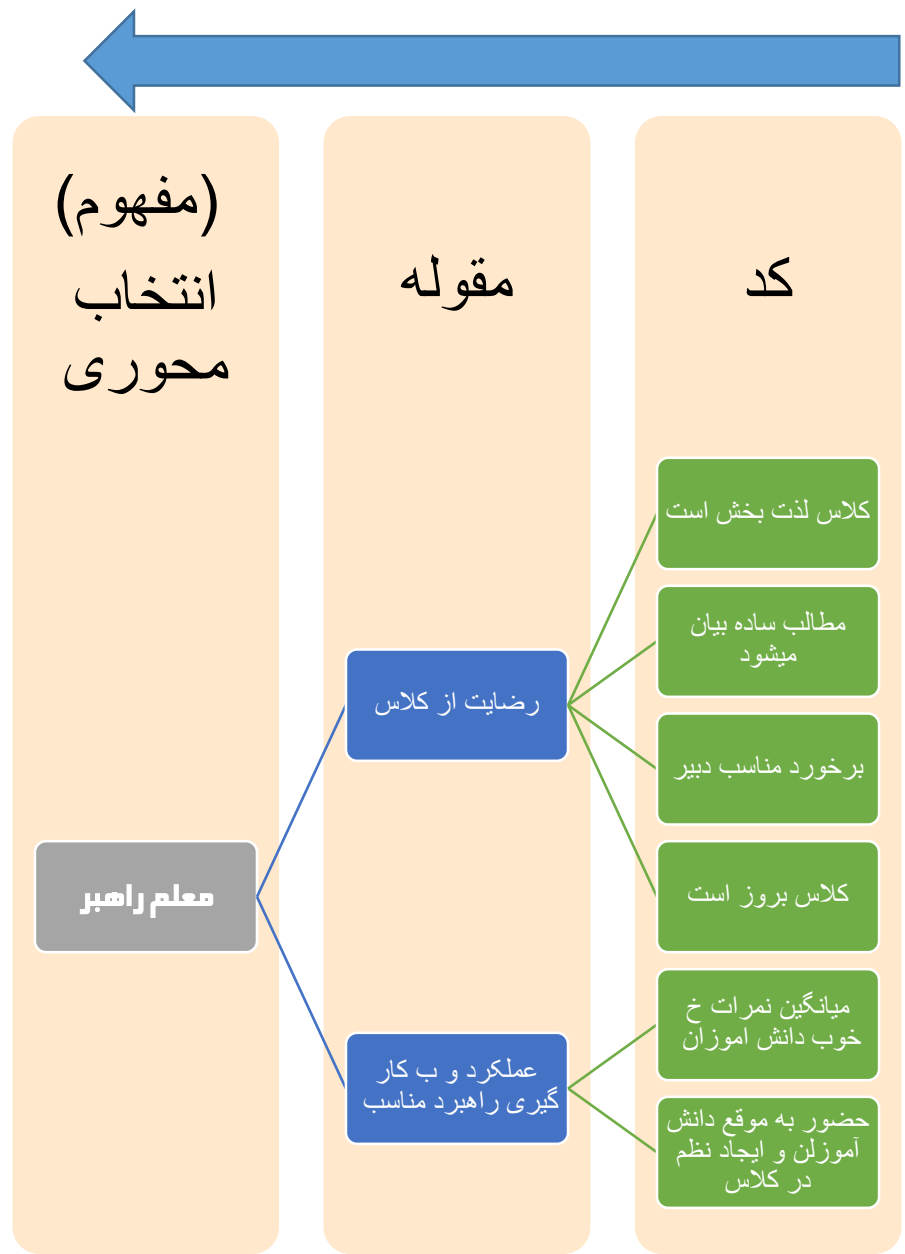 کد
مقوله
(مفهوم)
انتخاب
محوری
کلاس لذت بخش است
مطالب ساده بیان
میشود
برخورد مناسب دبیر
کلاس بروز است
میانگین نمرات خ
خوب دانش اموزان
حضور به موقع دانش
آموزلن و ایجاد نظم
در کلاس
رضایت از کلاس
عملکرد و ب کار
گیری راهبرد مناسب
معلم راهبر